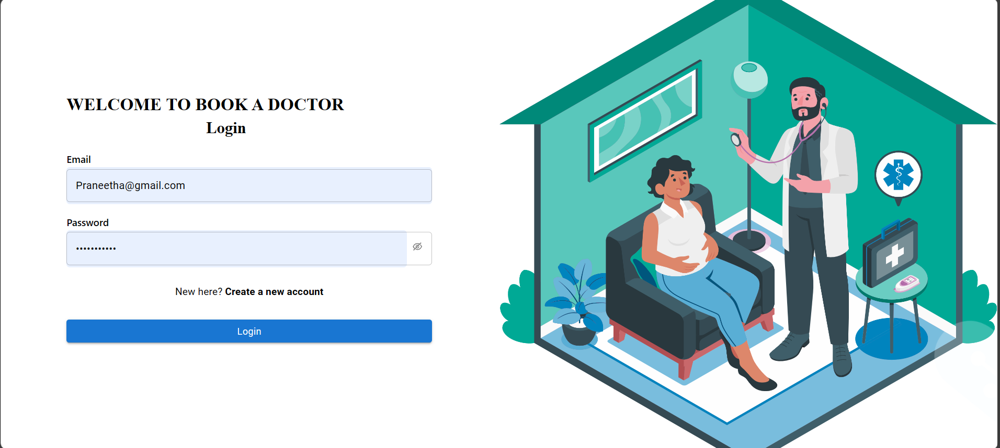 WELCOME TO BOOK A DOCTOR
Login
Email
Praneetha@gmail.com
Password
•••••••••••
New here? Create a new account
Login